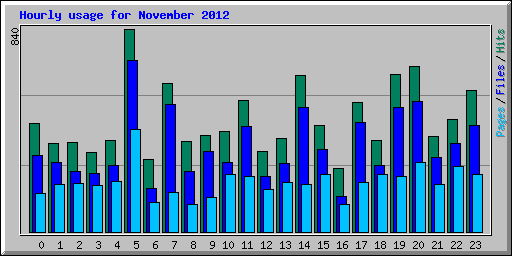 Hourly usage for November 2012
840
Pages / Files / Hits
0 1 2 3 4 5 6 7 8 9 10 11 12 13 14 15 16 17 18 19 20 21 22 23